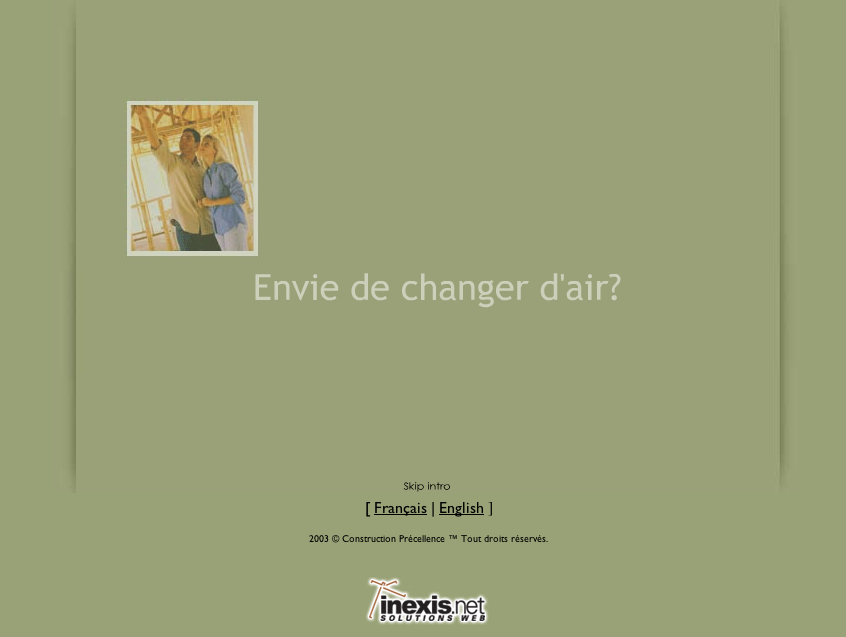 Envie de changer d'air?
Skip intro
[ Français | English ]
2003 © Construction Précellence ™ Tout droits réservés.
inexis.net
SOLUTIONS WEB